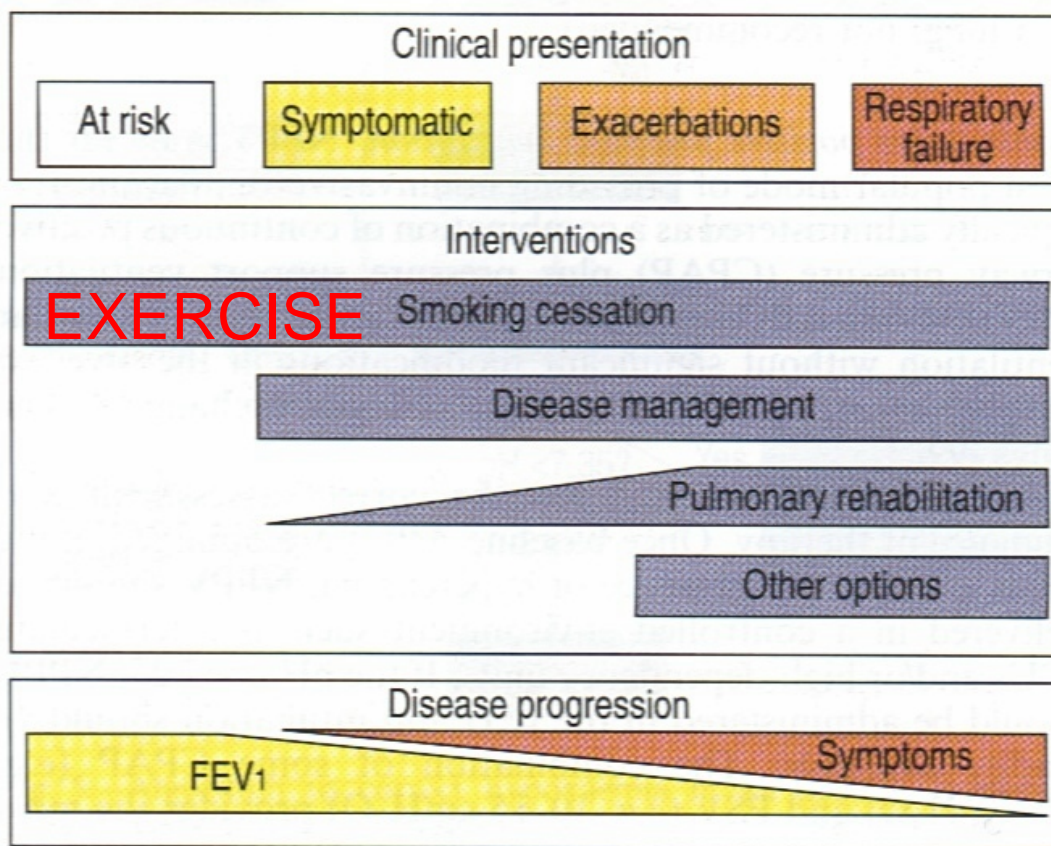 Clinical presentation
At risk
Symptomatic
Exacerbations
Respiratory
failure
Interventions
EXERCISE
Smoking cessation
Disease management
Pulmonary rehabilitation
Other options
Disease progression
Symptoms
FEV1